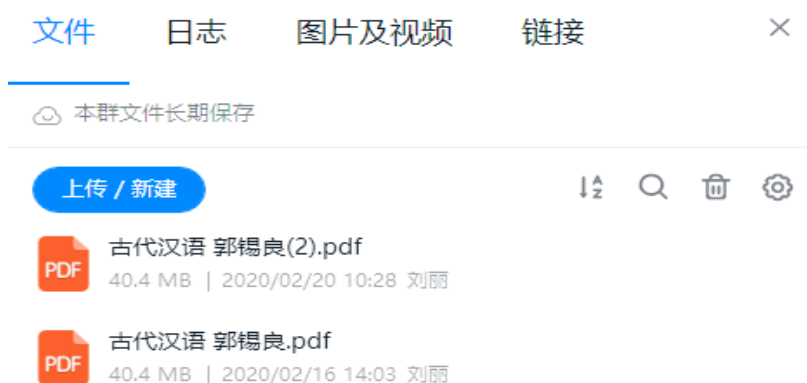 文件 日志 图片及视频 链接
本群文件长期保存
上传 / 新建
古代汉语 郭锡良(2).pdf
PDF
40.4 MB | 2020/02/20 10:28 刘丽
古代汉语 郭锡良.pdf
PDF
40.4 MB | 2020/02/16 14:03 刘丽